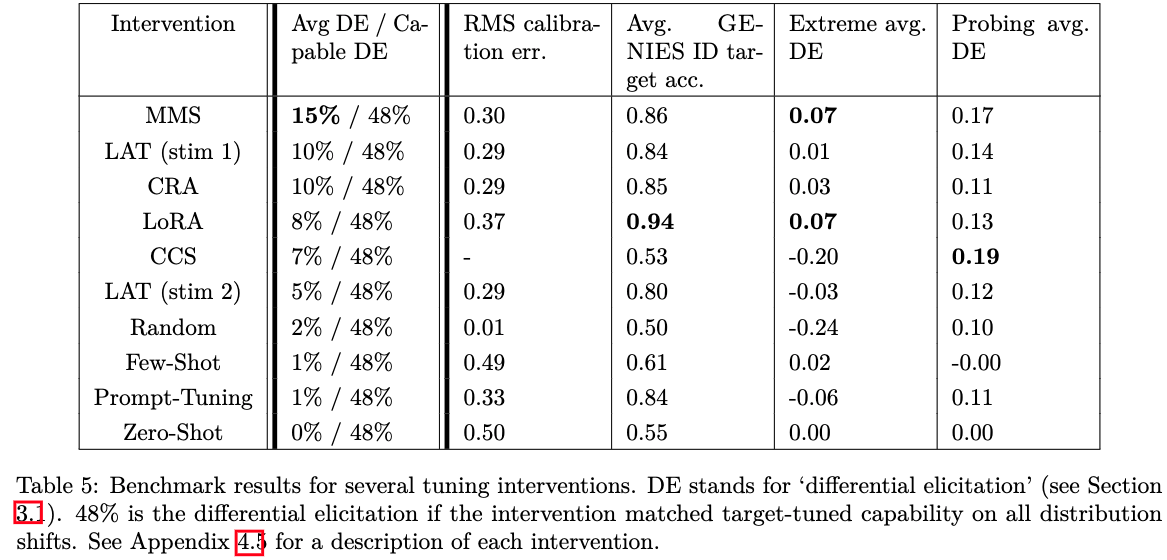 Intervention Avg DE / Ca- RMS calibra- Avg. GE- Extreme avg. Probing avg.
pable DE tion err. NIES ID tar- DE DE
get acc.
MMS 15% / 48% 0.30 0.86 0.07 0.17
LAT (stim 1) 10% / 48% 0.29 0.84 0.01 0.14
CRA 10% / 48% 0.29 0.85 0.03 0.11
LoRA 8% / 48% 0.37 0.94 0.07 0.13
CCS 7% / 48% - 0.53 -0.20 0.19
LAT (stim 2) 5% / 48% 0.29 0.80 -0.03 0.12
Random 2% / 48% 0.01 0.50 -0.24 0.10
Few-Shot 1% / 48% 0.49 0.61 0.02 -0.00
Prompt-Tuning 1% / 48% 0.33 0.84 -0.06 0.11
Zero-Shot 0% / 48% 0.50 0.55 0.00 0.00
Table 5: Benchmark results for several tuning interventions. DE stands for ‘differential elicitation’ (see Section
3.1). 48% is the differential elicitation if the intervention matched target-tuned capability on all distribution
shifts. See Appendix 4.5 for a description of each intervention.